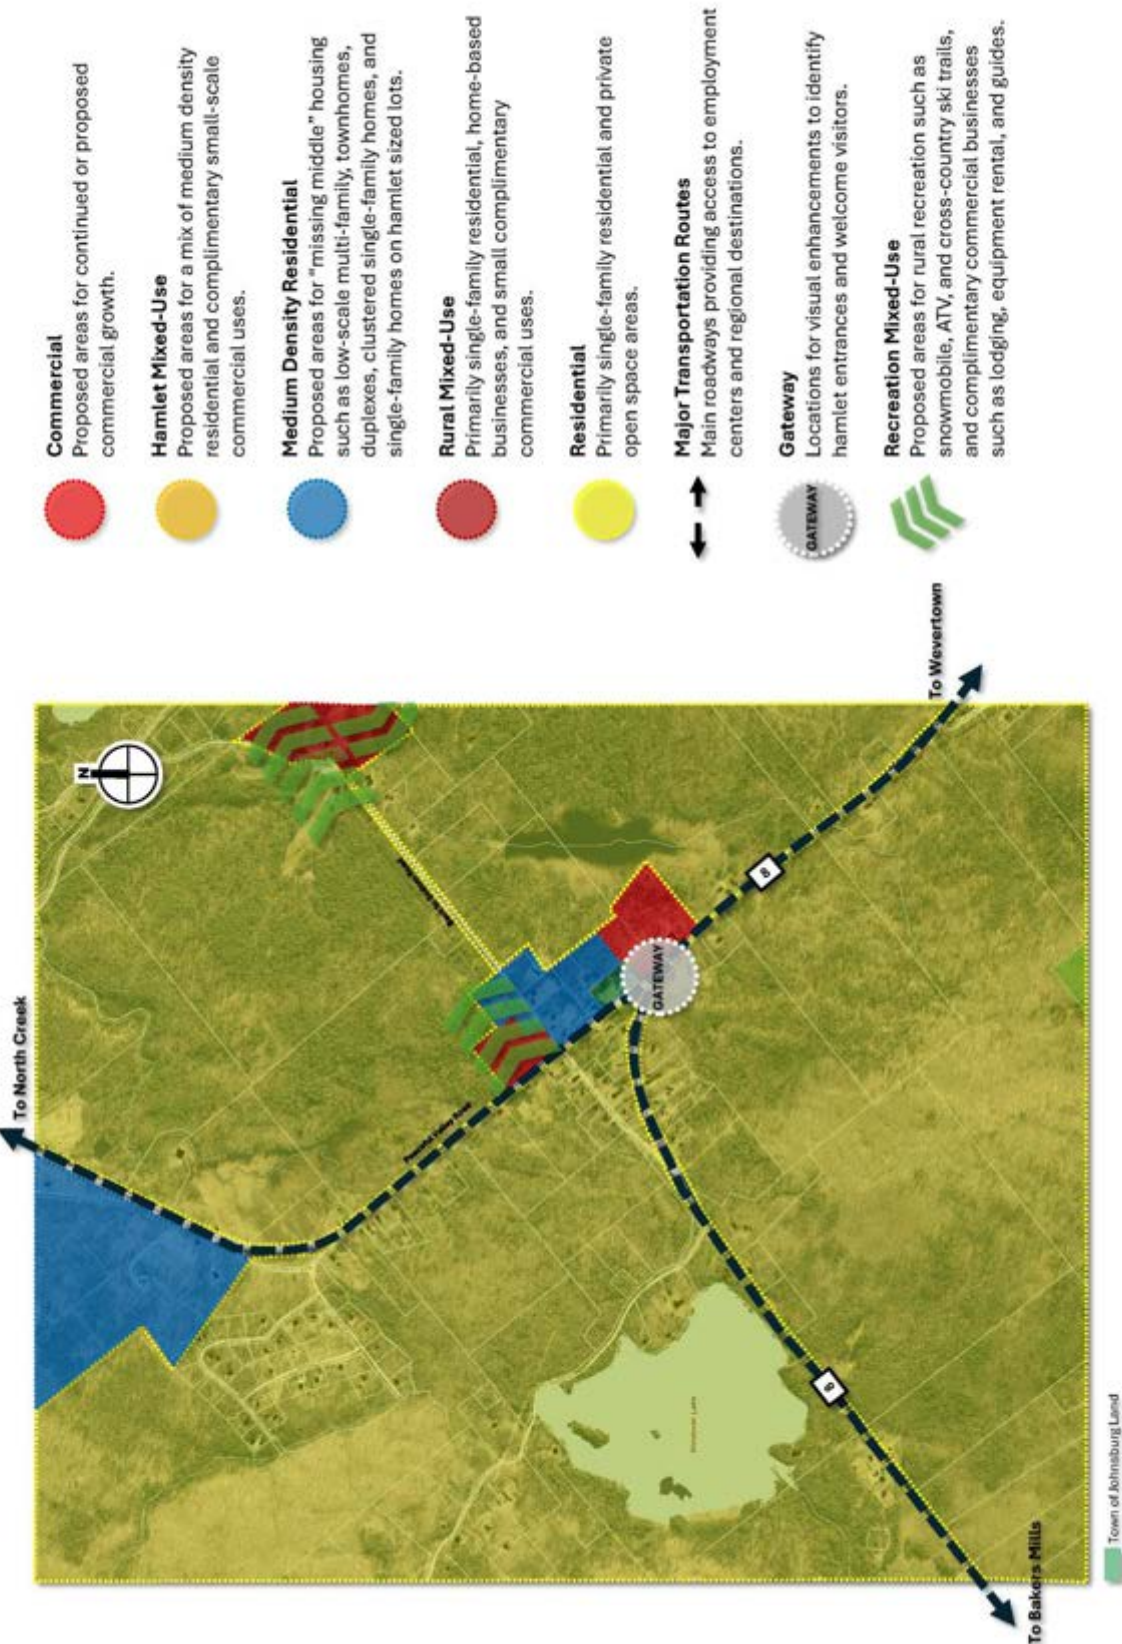 Commercial
Proposed areas for continued or proposed
commercial growth.
Hamlet Mixed-Use
Proposed areas for a mix of medium density
residential and complimentary small-scale
commercial uses.
Medium Density Residential
Proposed areas for "missing middle" housing
such as low-scale multi-family, townhomes,
duplexes, clustered single-family homes, and
single-family homes on hamlet sized lots.
Rural Mixed-Use
Primarily single-family residential, home-based
businesses, and small complimentary
commercial uses.
Residential
Primarily single-family residential and private
open space areas.
Major Transportation Routes
Main roadways providing access to employment
centers and regional destinations.
GATEWAY
Gateway
Locations for visual enhancements to identify
hamlet entrances and welcome visitors.
Recreation Mixed-Use
Proposed areas for rural recreation such as
snowmobile, ATV, and cross-country ski trails,
and complimentary commercial businesses
such as lodging, equipment rental, and guides.
To North Creek
N
Peaceful Valley Road
GATEWAY
8
8
To Wevertown
To Bakers Mills
Town of Johnsburg Land